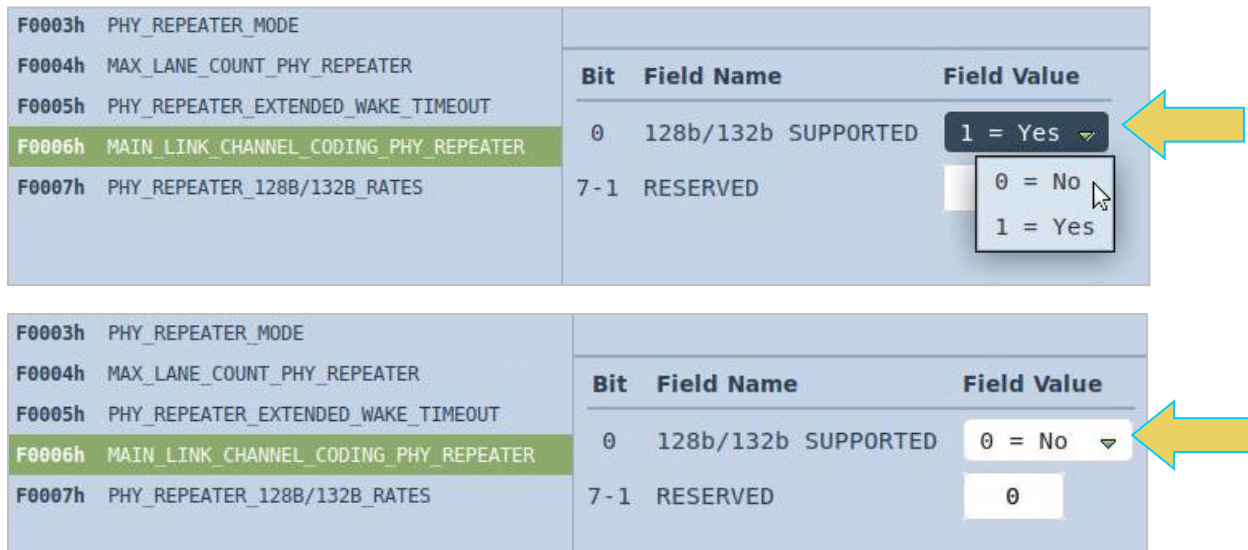 F0003h PHY_REPEATER_MODE
F0004h MAX_LANE_COUNT_PHY_REPEATER
F0005h PHY_REPEATER_EXTENDED_WAKE_TIMEOUT
F0006h MAIN_LINK_CHANNEL_CODING_PHY_REPEATER
F0007h PHY_REPEATER_128B/132B_RATES
Bit Field Name Field Value
0 128b/132b SUPPORTED 1 = Yes
7-1 RESERVED
0 = No
1 = Yes
F0003h PHY_REPEATER_MODE
F0004h MAX_LANE_COUNT_PHY_REPEATER
F0005h PHY_REPEATER_EXTENDED_WAKE_TIMEOUT
F0006h MAIN_LINK_CHANNEL_CODING_PHY_REPEATER
F0007h PHY_REPEATER_128B/132B_RATES
Bit Field Name Field Value
0 128b/132b SUPPORTED 0 = No
7-1 RESERVED 0